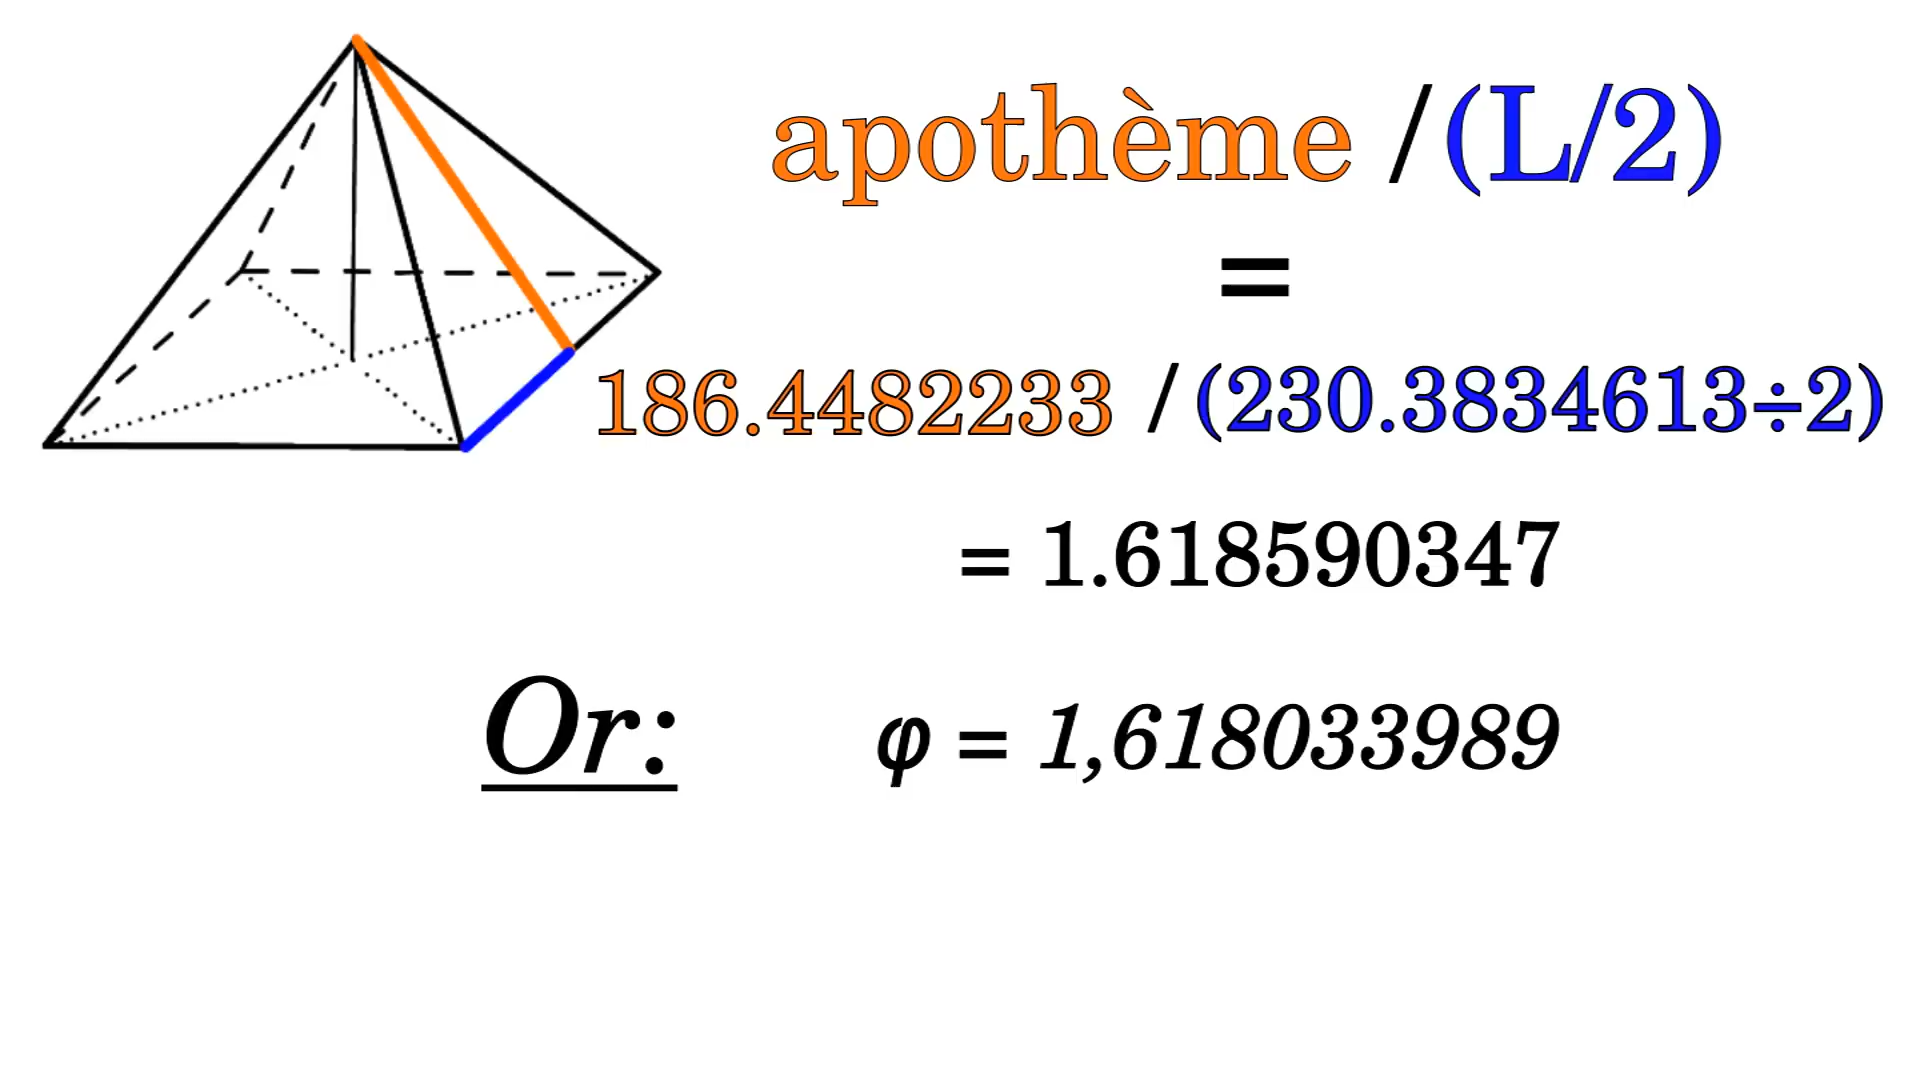 apothème /(L/2)
=
186.4482233 /(230.3834613÷2)
= 1.618590347
Or: φ = 1,618033989